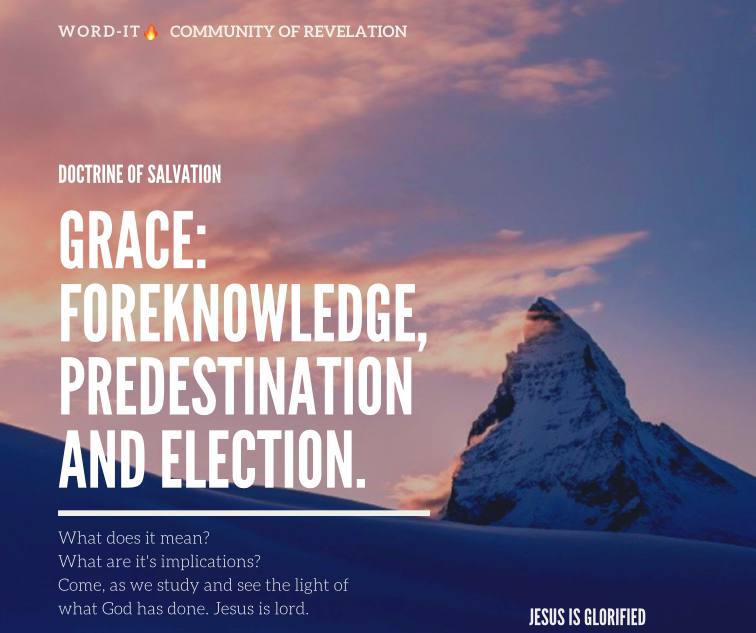 WORD-IT🔥 COMMUNITY OF REVELATION
DOCTRINE OF SALVATION
GRACE:
FOREKNOWLEDGE,
PREDESTINATION
AND ELECTION.
What does it mean?
What are it's implications?
Come, as we study and see the light of
what God has done. Jesus is lord.
JESUS IS GLORIFIED